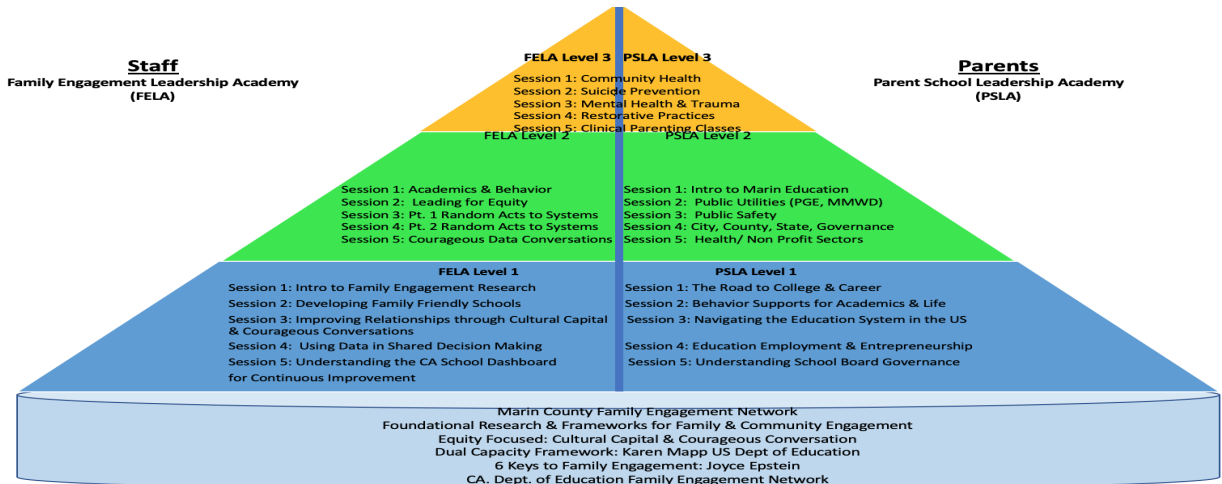 Staff
Family Engagement Leadership Academy
(FELA)
Parents
Parent School Leadership Academy
(PSLA)
FELA Level 3
PSLA Level 3
Session 1: Community Health
Session 2: Suicide Prevention
Session 3: Mental Health & Trauma
Session 4: Restorative Practices
Session 5: Clinical Parenting Classes
FELA Level 2
Session 1: Academics & Behavior
Session 2: Leading for Equity
Session 3: Pt. 1 Random Acts to Systems
Session 4: Pt. 2 Random Acts to Systems
Session 5: Courageous Data Conversations
PSLA Level 2
Session 1: Intro to Marin Education
Session 2: Public Utilities (PGE, MMWD)
Session 3: Public Safety
Session 4: City, County, State, Governance
Session 5: Health/ Non Profit Sectors
FELA Level 1
Session 1: Intro to Family Engagement Research
Session 2: Developing Family Friendly Schools
Session 3: Improving Relationships through Cultural Capital
& Courageous Conversations
Session 4: Using Data in Shared Decision Making
Session 5: Understanding the CA School Dashboard
for Continuous Improvement
PSLA Level 1
Session 1: The Road to College & Career
Session 2: Behavior Supports for Academics & Life
Session 3: Navigating the Education System in the US
Session 4: Education Employment & Entrepreneurship
Session 5: Understanding School Board Governance
Marin County Family Engagement Network
Foundational Research & Frameworks for Family & Community Engagement
Equity Focused: Cultural Capital & Courageous Conversation
Dual Capacity Framework: Karen Mapp US Dept of Education
6 Keys to Family Engagement: Joyce Epstein
CA. Dept. of Education Family Engagement Network